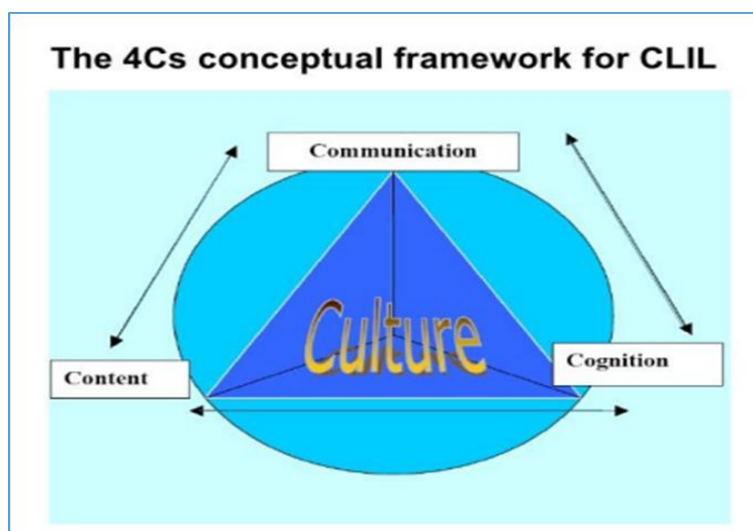 The 4Cs conceptual framework for CLIL
Communication
Culture
Content
Cognition